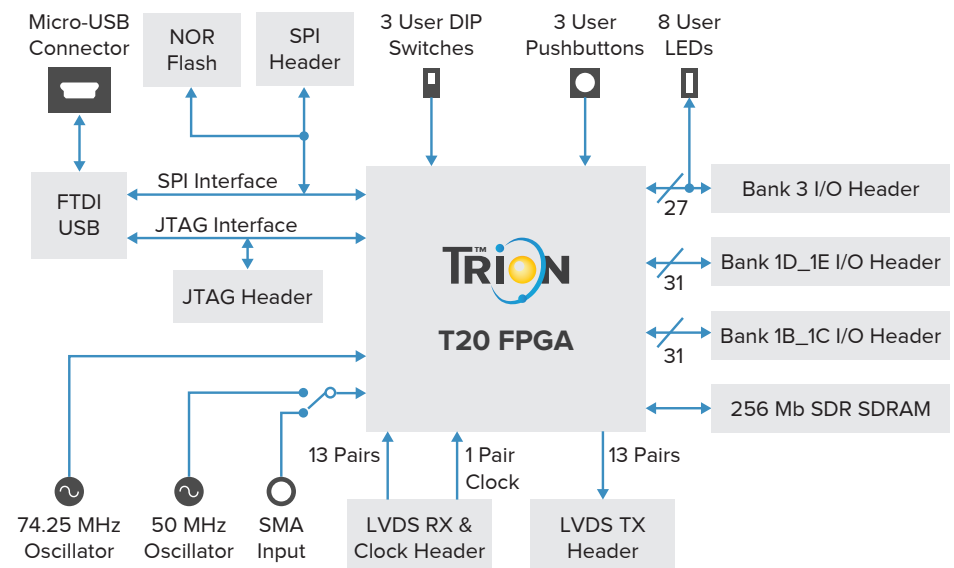 Micro-USB
Connector
NOR
Flash
SPI
Header
3 User DIP
Switches
3 User
Pushbuttons
8 User
LEDs
FTDI
USB
SPI Interface
JTAG Interface
JTAG Header
TRION™
T20 FPGA
27
Bank 3 I/O Header
31
Bank 1D_1E I/O Header
31
Bank 1B_1C I/O Header
256 Mb SDR SDRAM
13 Pairs
1 Pair
Clock
13 Pairs
74.25 MHz
Oscillator
50 MHz
Oscillator
SMA
Input
LVDS RX &
Clock Header
LVDS TX
Header